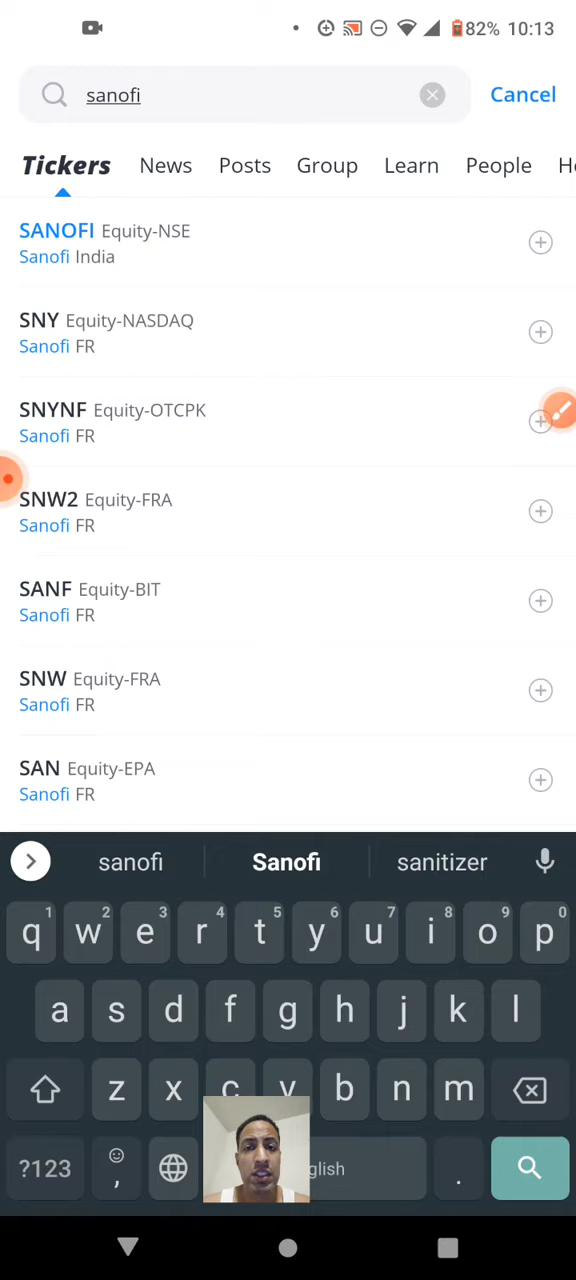 82% 10:13
sanofi Cancel
Tickers News Posts Group Learn People
SANOFI Equity-NSE
Sanofi India
SNY Equity-NASDAQ
Sanofi FR
SNYNF Equity-OTCPK
Sanofi FR
SNW2 Equity-FRA
Sanofi FR
SANF Equity-BIT
Sanofi FR
SNW Equity-FRA
Sanofi FR
SAN Equity-EPA
Sanofi FR
sanofi Sanofi sanitizer
1 2 3 4 5 6 7 8 9 0
q w e r t y u i o p
a s d f g h j k l
z x c v b n m
?123 , glish .